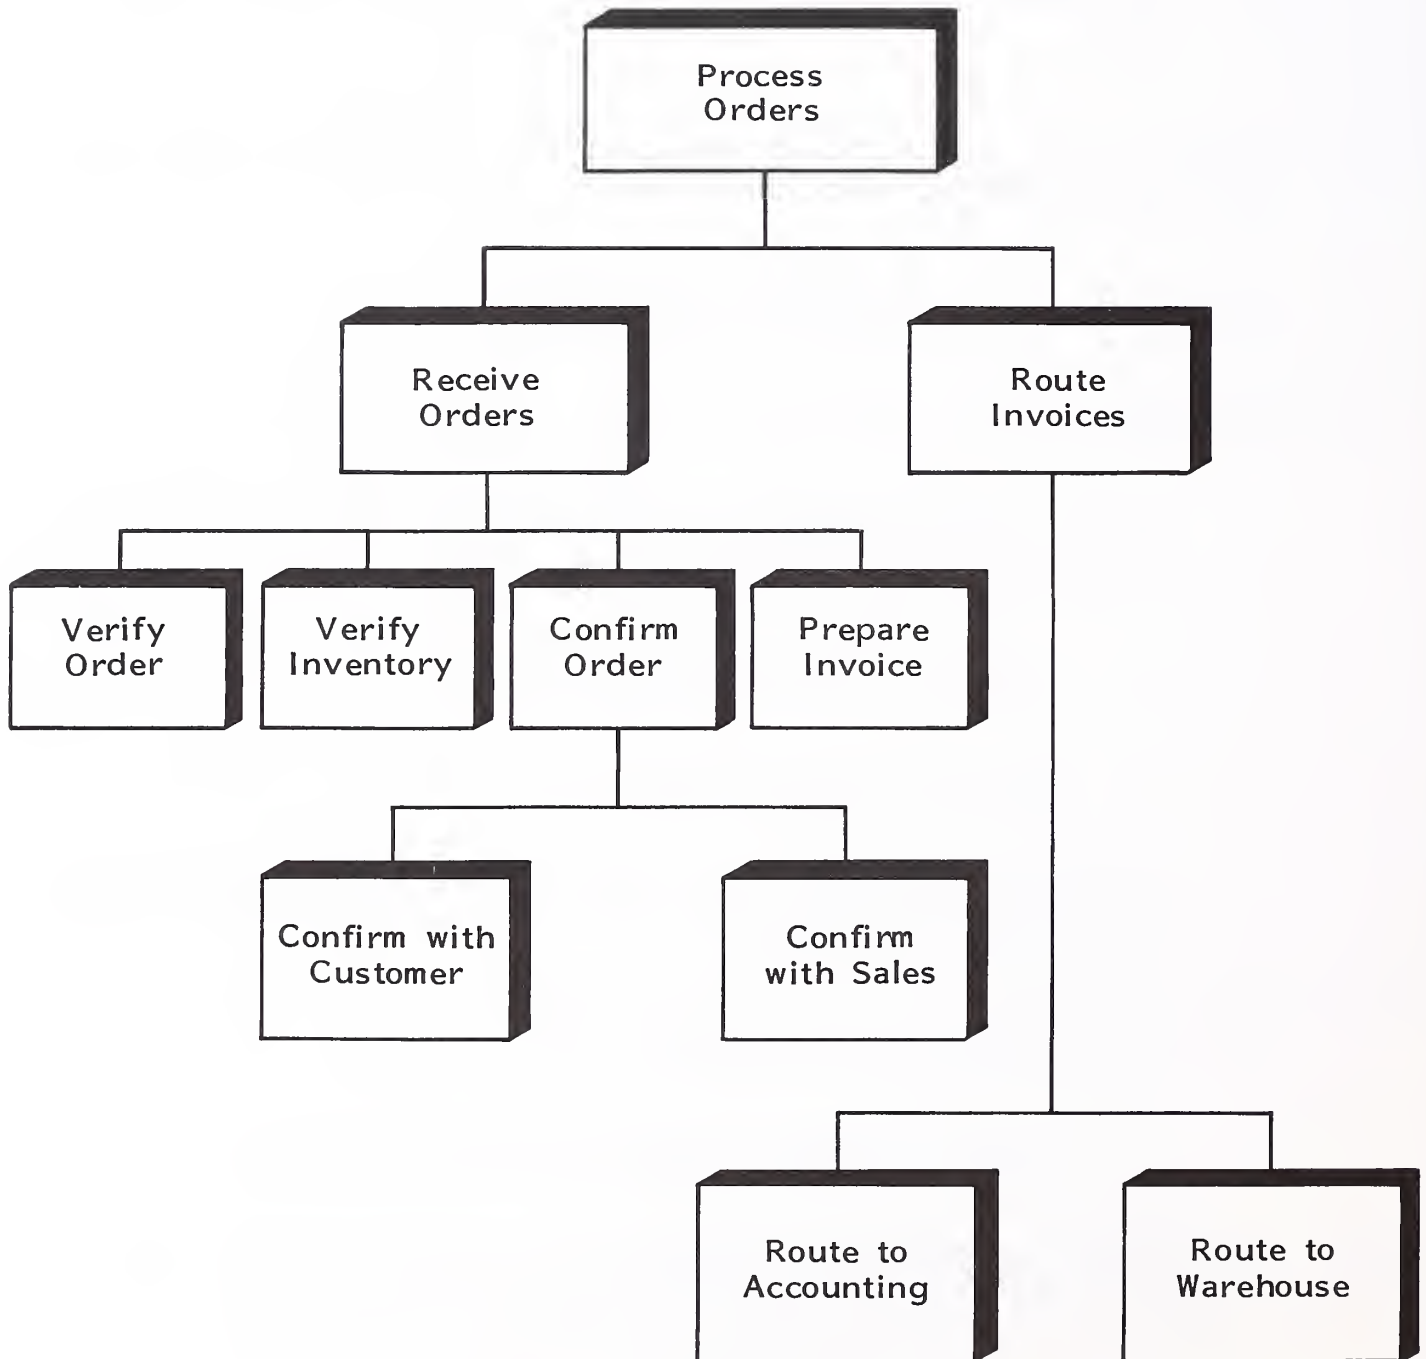 Process
Orders
Receive
Orders
Route
Invoices
Verify
Order
Verify
Inventory
Confirm
Order
Prepare
Invoice
Confirm with
Customer
Confirm
with Sales
Route to
Accounting
Route to
Warehouse